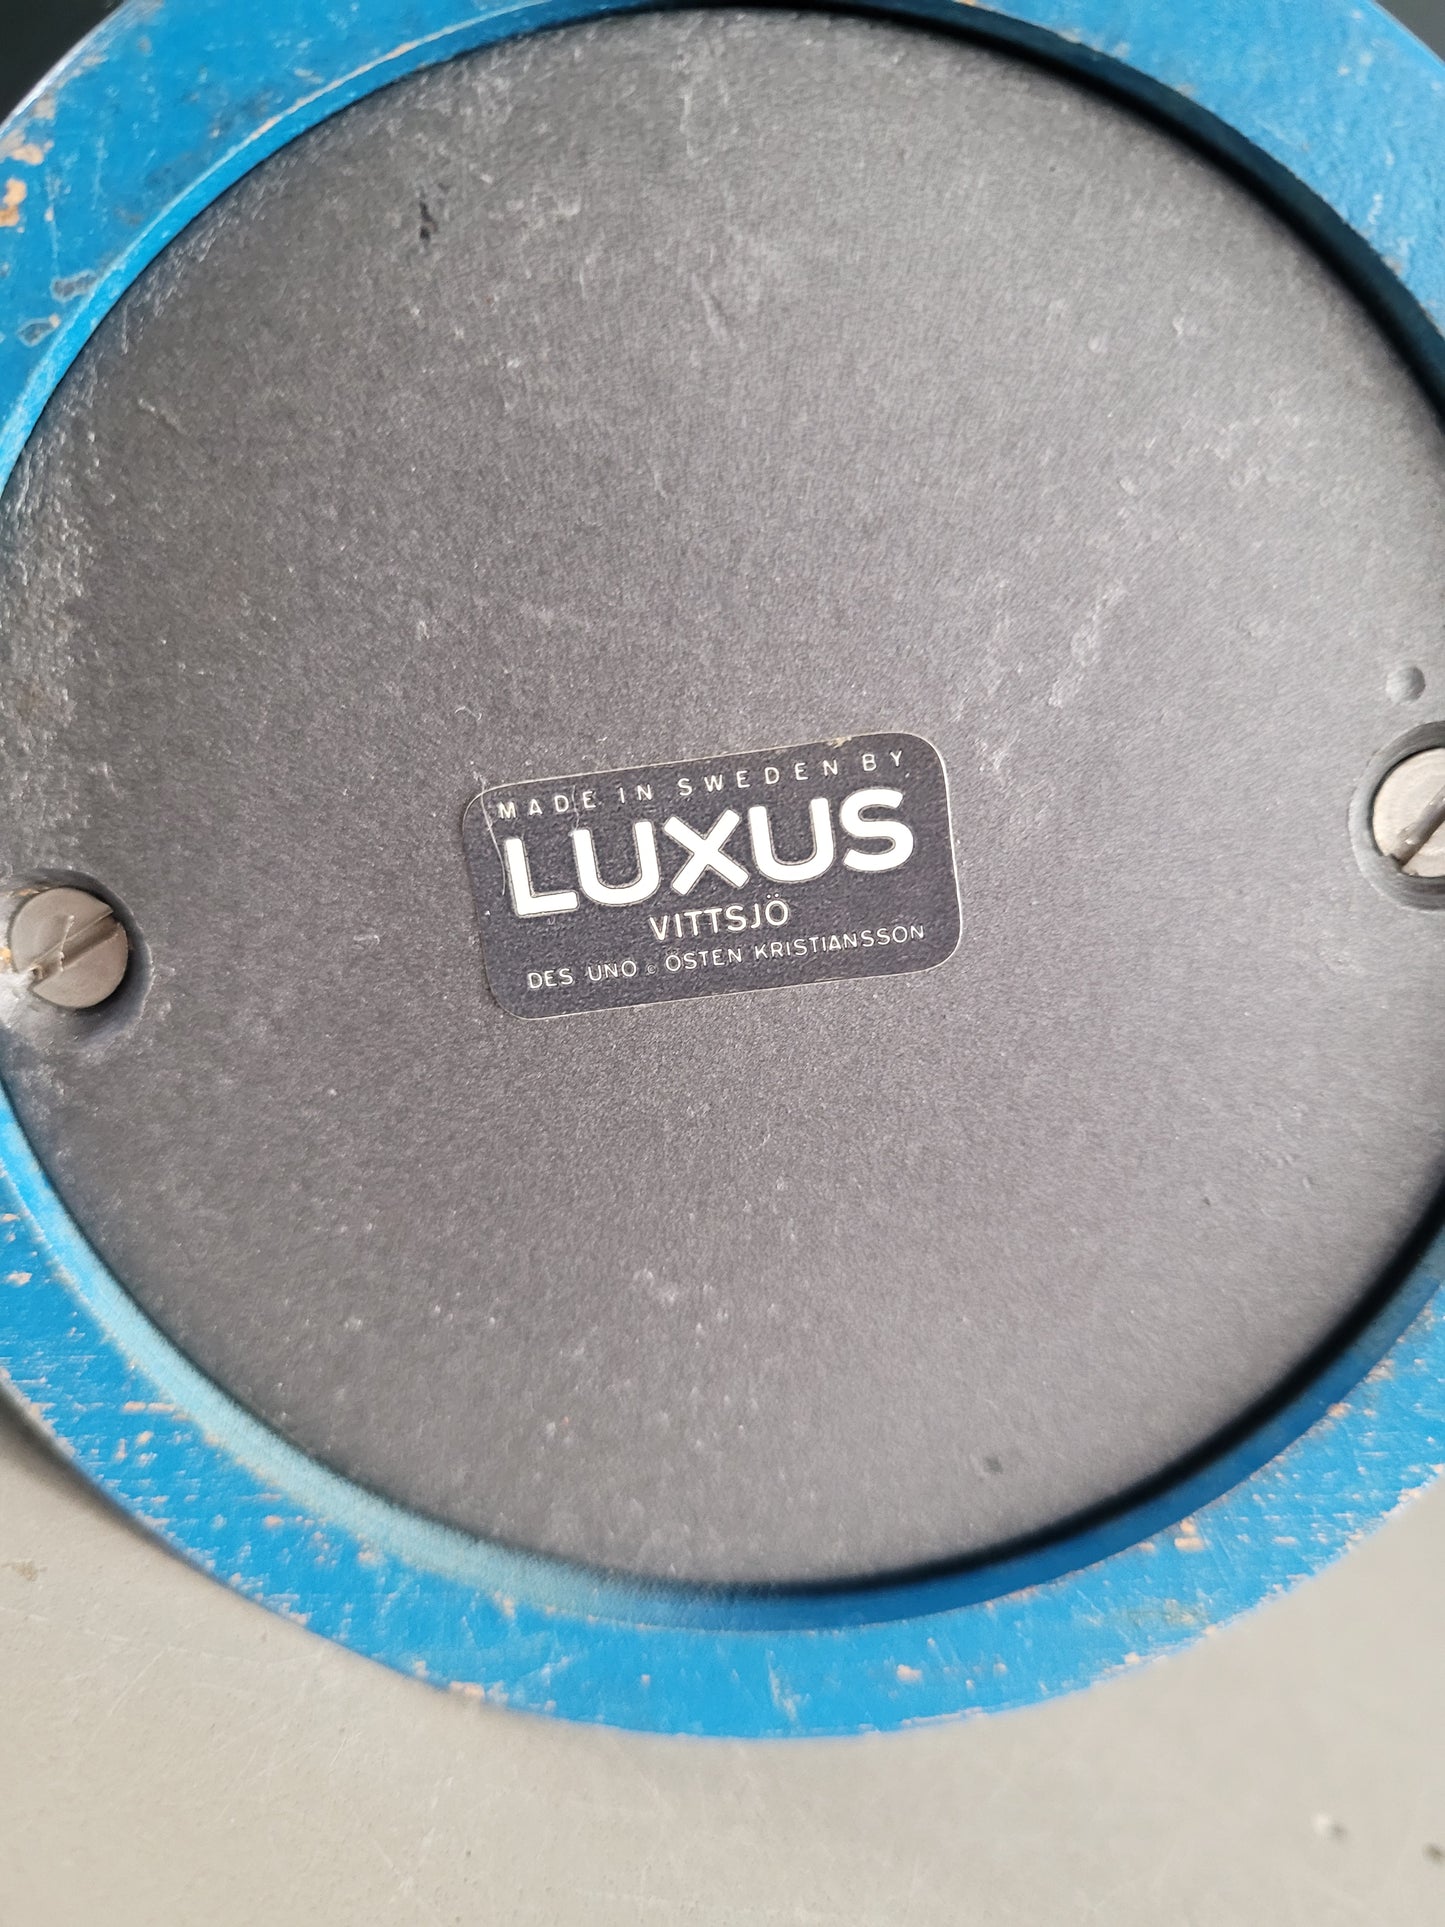 MADE IN SWEDEN BY
LUXUS
VITTSJÖ
DES UNO & ÖSTEN KRISTIANSSON